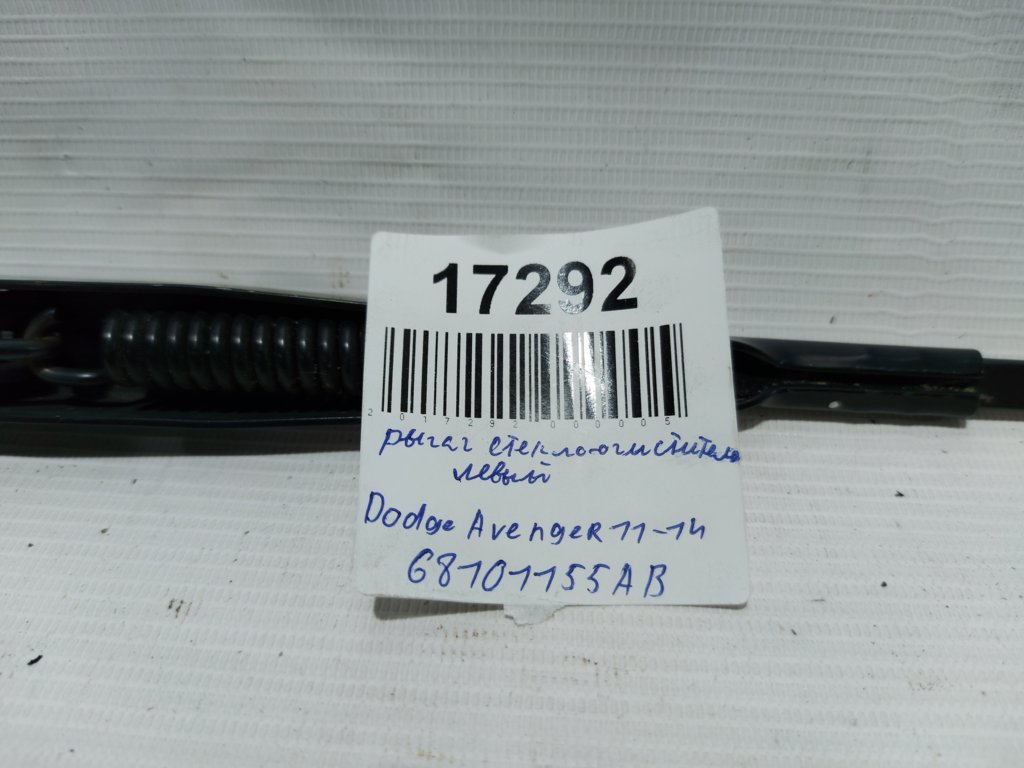 17292
2017292000005
рычаг стеклоочистителя
левый
Dodge Avenger 11-14
68101155AB